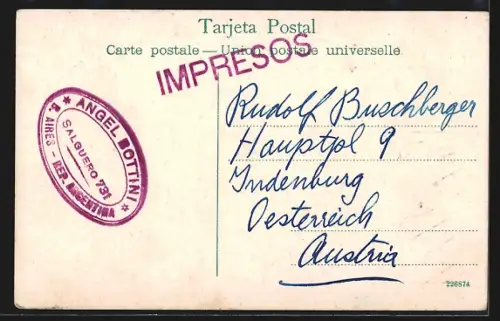 Tarjeta Postal
Carte postale — Union postale universelle
IMPRESOS
★ ANGEL BOTTINI ★
SALGUERO 731
B. AIRES - REP. ARGENTINA
Rudolf Buschberger
Hauptpl 9
Judenburg
Oesterreich
Austria
226574